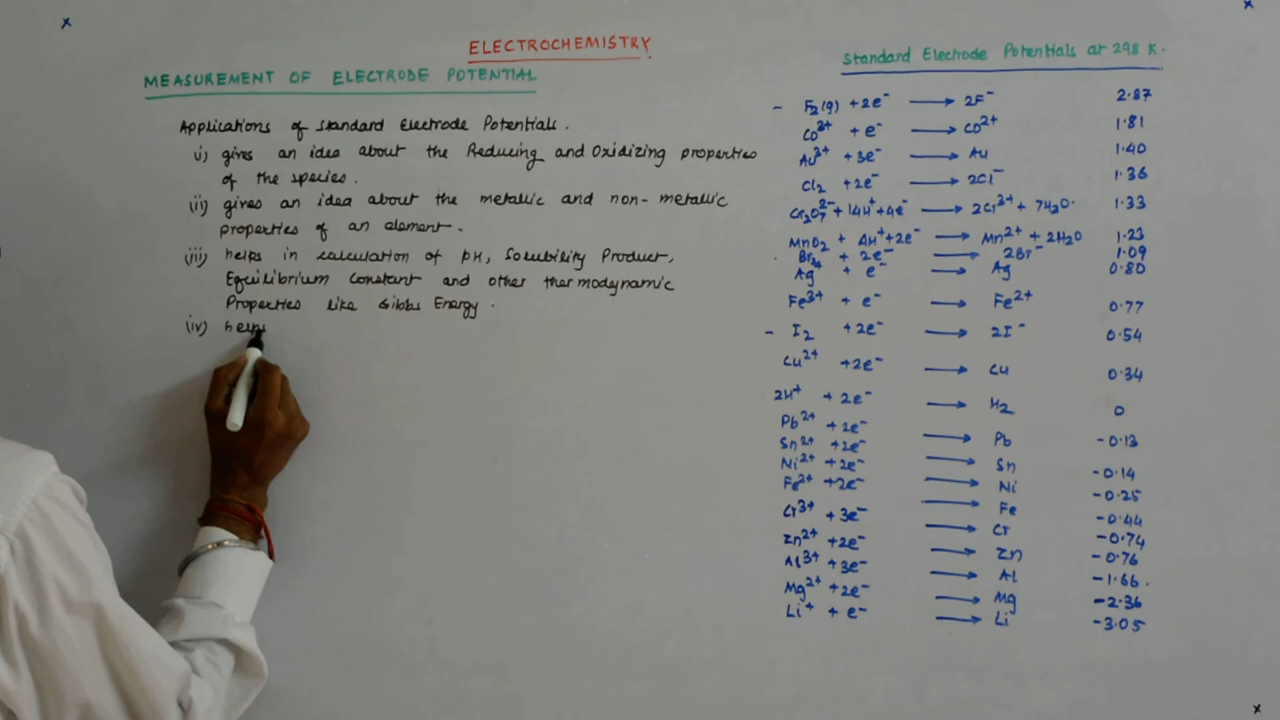 ELECTROCHEMISTRY
MEASUREMENT OF ELECTRODE POTENTIAL
Applications of Standard Electrode Potentials.
i) gives an idea about the Reducing and Oxidizing properties
of the species.
(ii) gives an idea about the metallic and non-metallic
properties of an element.
(iii) helps in calculation of pH, Solubility Product,
Equilibrium Constant and other thermodynamic
Properties like Gibbs Energy.
(iv) helps
Standard Electrode Potentials at 298 K.
- F₂(g) + 2e⁻ → 2F⁻ 2.87
Co³⁺ + e⁻ → Co²⁺ 1.81
Au³⁺ + 3e⁻ → Au 1.40
Cl₂ + 2e⁻ → 2Cl⁻ 1.36
Cr₂O₇²⁻ + 14H⁺ + 4e⁻ → 2Cr³⁺ + 7H₂O. 1.33
MnO₂ + 4H⁺ + 2e⁻ → Mn²⁺ + 2H₂O 1.23
Br₂ + 2e⁻ → 2Br⁻ 1.09
Ag⁺ + e⁻ → Ag 0.80
Fe³⁺ + e⁻ → Fe²⁺ 0.77
- I₂ + 2e⁻ → 2I⁻ 0.54
Cu²⁺ + 2e⁻ → Cu 0.34
2H⁺ + 2e⁻ → H₂ 0
Pb²⁺ + 2e⁻ → Pb -0.13
Sn²⁺ + 2e⁻ → Sn -0.14
Ni²⁺ + 2e⁻ → Ni -0.25
Fe²⁺ + 2e⁻ → Fe -0.44
Cr³⁺ + 3e⁻ → Cr -0.74
Zn²⁺ + 2e⁻ → Zn -0.76
Al³⁺ + 3e⁻ → Al -1.66.
Mg²⁺ + 2e⁻ → Mg -2.36
Li⁺ + e⁻ → Li -3.05